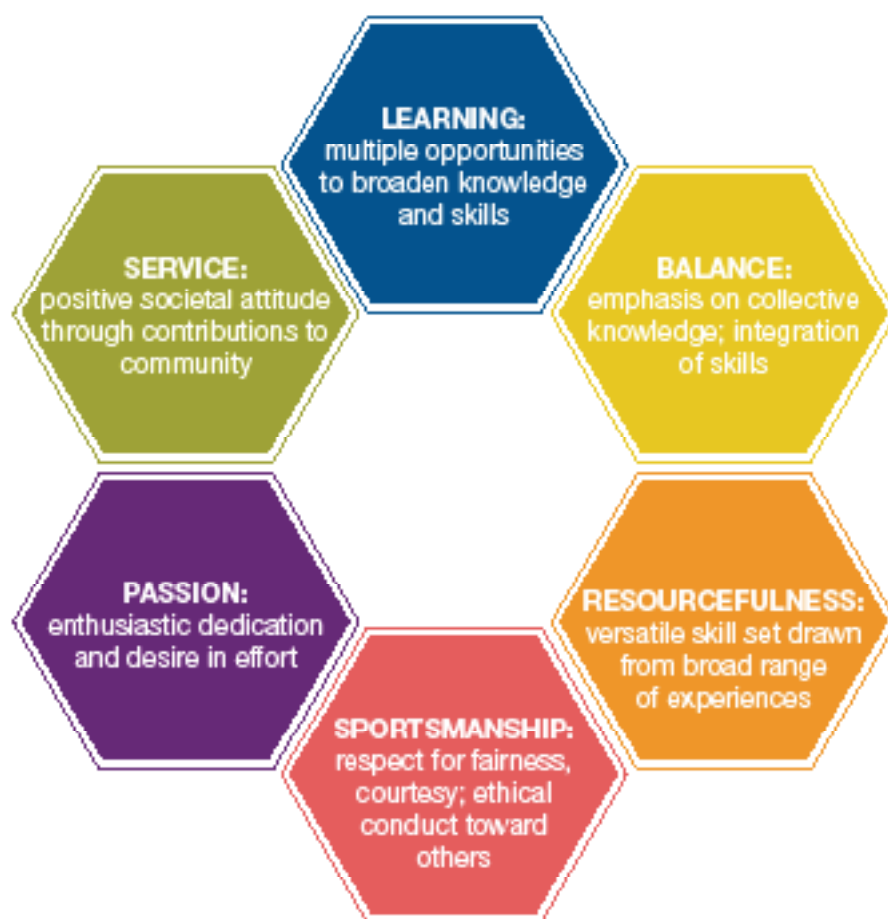 LEARNING:
multiple opportunities
to broaden knowledge
and skills
BALANCE:
emphasis on collective
knowledge; integration
of skills
RESOURCEFULNESS:
versatile skill set drawn
from broad range
of experiences
SPORTSMANSHIP:
respect for fairness,
courtesy; ethical
conduct toward
others
PASSION:
enthusiastic dedication
and desire in effort
SERVICE:
positive societal attitude
through contributions to
community